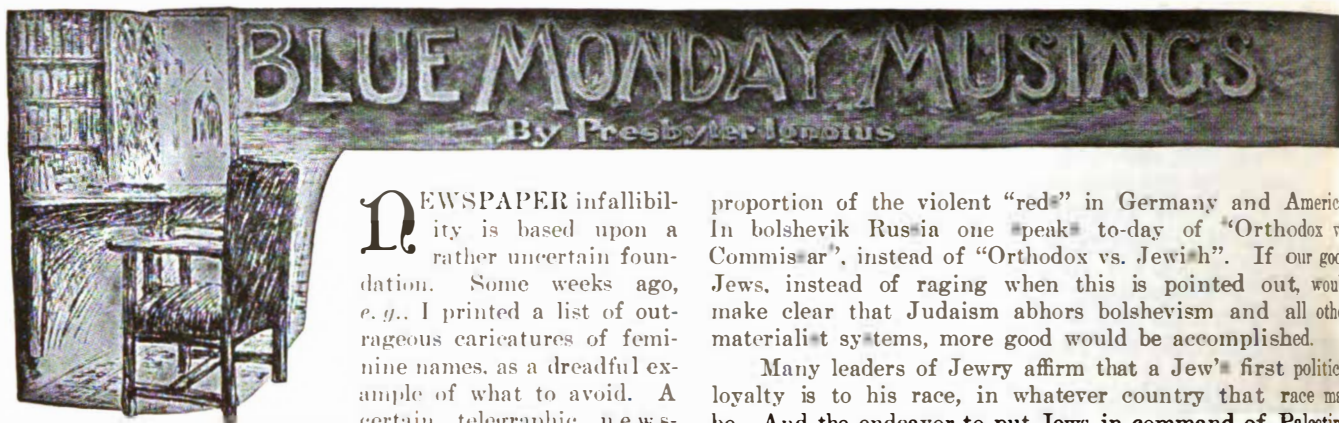 BLUE MONDAY MUSINGS
By Presbyter Ignotus
NEWSPAPER infallibil-
ity is based upon a
rather uncertain foun-
dation. Some weeks ago,
e. g., I printed a list of out-
rageous caricatures of femi-
nine names, as a dreadful ex-
ample of what to avoid. A
certain telegraphic news-
proportion of the violent "reds" in Germany and Americ
In bolshevik Russia one speaks to-day of "Orthodox v
Commissar", instead of "Orthodox vs. Jewish". If our goo
Jews, instead of raging when this is pointed out, woul
make clear that Judaism abhors bolshevism and all othe
materialist systems, more good would be accomplished.
Many leaders of Jewry affirm that a Jew's first politic
loyalty is to his race, in whatever country that race ma
be. And the endeavor to put Jews in command of Palestin